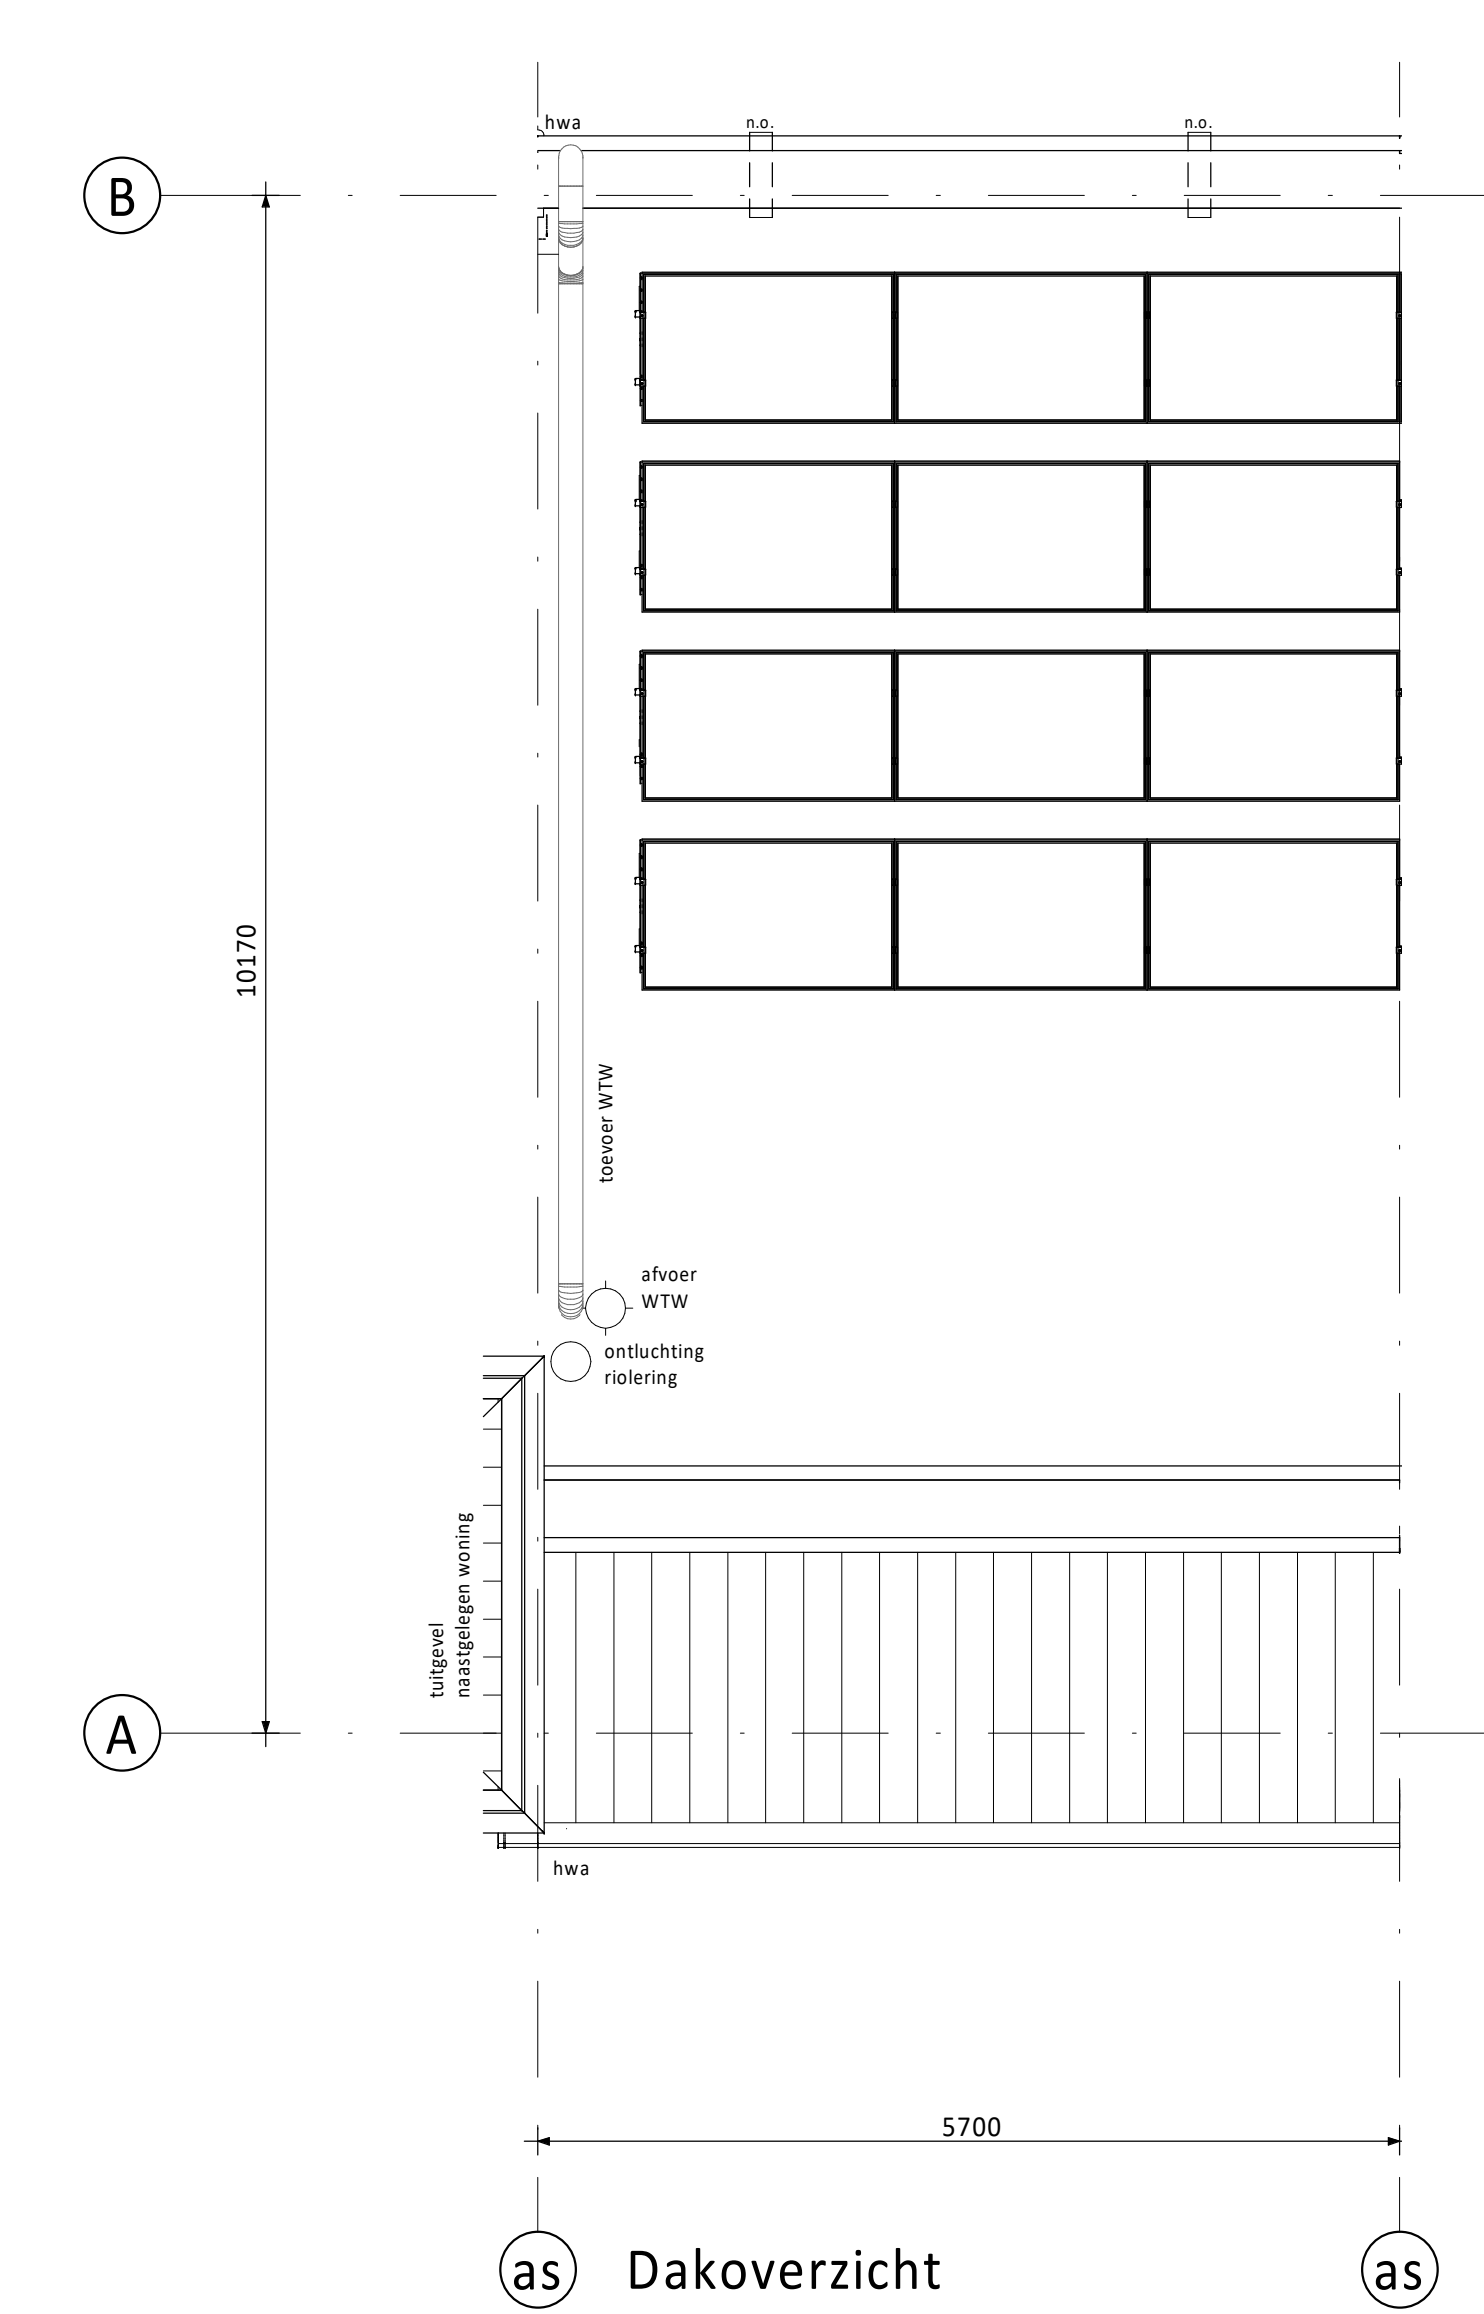 hwa
n.o.
n.o.
B
10170
toevoer WTW
afvoer
WTW
ontluchting
riolering
tuitgevel
naastgelegen woning
A
hwa
5700
as
Dakoverzicht
as